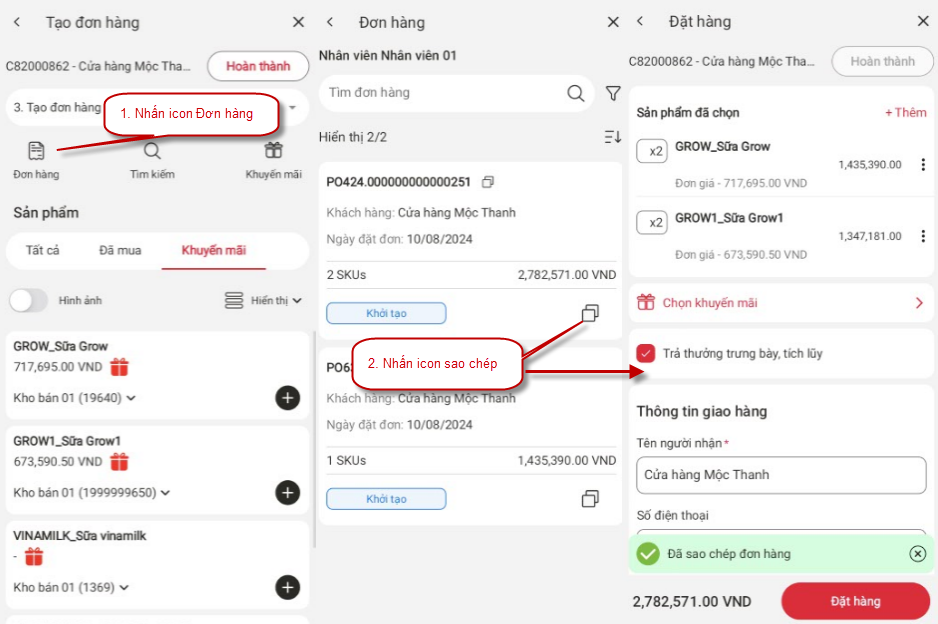 Tạo đơn hàng
C82000862 - Cửa hàng Mộc Tha...
Hoàn thành
3. Tạo đơn hàng
1. Nhấn icon Đơn hàng
Đơn hàng
Tìm kiếm
Khuyến mãi
Sản phẩm
Tất cả
Đã mua
Khuyến mãi
Hình ảnh
Hiển thị
GROW_Sữa Grow
717,695.00 VND
Kho bán 01 (19640)
GROW1_Sữa Grow1
673,590.50 VND
Kho bán 01 (1999999650)
VINAMILK_Sữa vinamilk
-
Kho bán 01 (1369)
Đơn hàng
Nhân viên Nhân viên 01
Tìm đơn hàng
Hiển thị 2/2
PO424.000000000000251
Khách hàng: Cửa hàng Mộc Thanh
Ngày đặt đơn: 10/08/2024
2 SKUs 2,782,571.00 VND
Khởi tạo
2. Nhấn icon sao chép
Khách hàng: Cửa hàng Mộc Thanh
Ngày đặt đơn: 10/08/2024
1 SKUs 1,435,390.00 VND
Khởi tạo
Đặt hàng
C82000862 - Cửa hàng Mộc Tha...
Hoàn thành
Sản phẩm đã chọn
+ Thêm
x2 GROW_Sữa Grow
1,435,390.00
Đơn giá - 717,695.00 VND
x2 GROW1_Sữa Grow1
1,347,181.00
Đơn giá - 673,590.50 VND
Chọn khuyến mãi
Trả thưởng trưng bày, tích lũy
Thông tin giao hàng
Tên người nhận*
Cửa hàng Mộc Thanh
Số điện thoại
Đã sao chép đơn hàng
2,782,571.00 VND
Đặt hàng